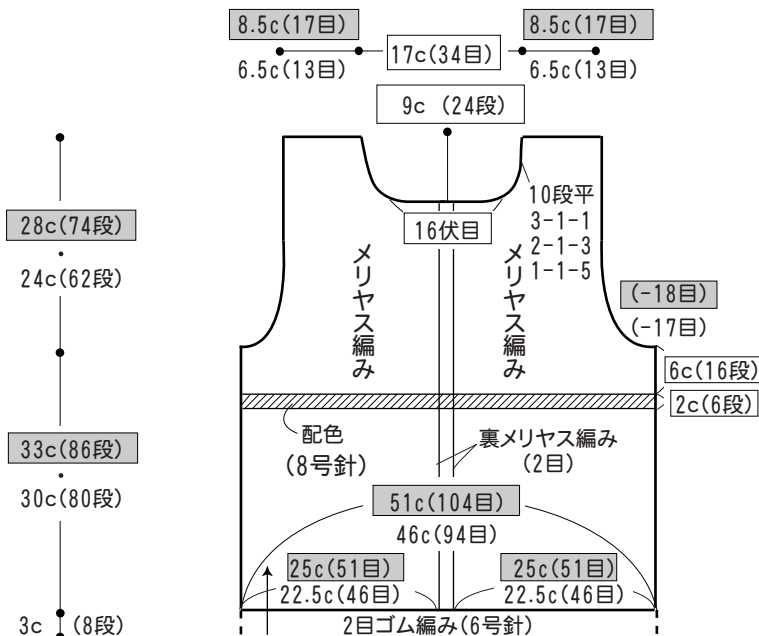 8.5c(17目)
8.5c(17目)
6.5c(13目)
17c(34目)
6.5c(13目)
9c (24段)
10段平
3-1-1
2-1-3
1-1-5
16伏目
メリヤス編み
メリヤス編み
28c(74段)
24c(62段)
(-18目)
(-17目)
6c(16段)
2c(6段)
配色
(8号針)
裏メリヤス編み
(2目)
33c(86段)
30c(80段)
51c(104目)
46c(94目)
25c(51目)
25c(51目)
22.5c(46目)
22.5c(46目)
3c (8段)
2目ゴム編み(6号針)